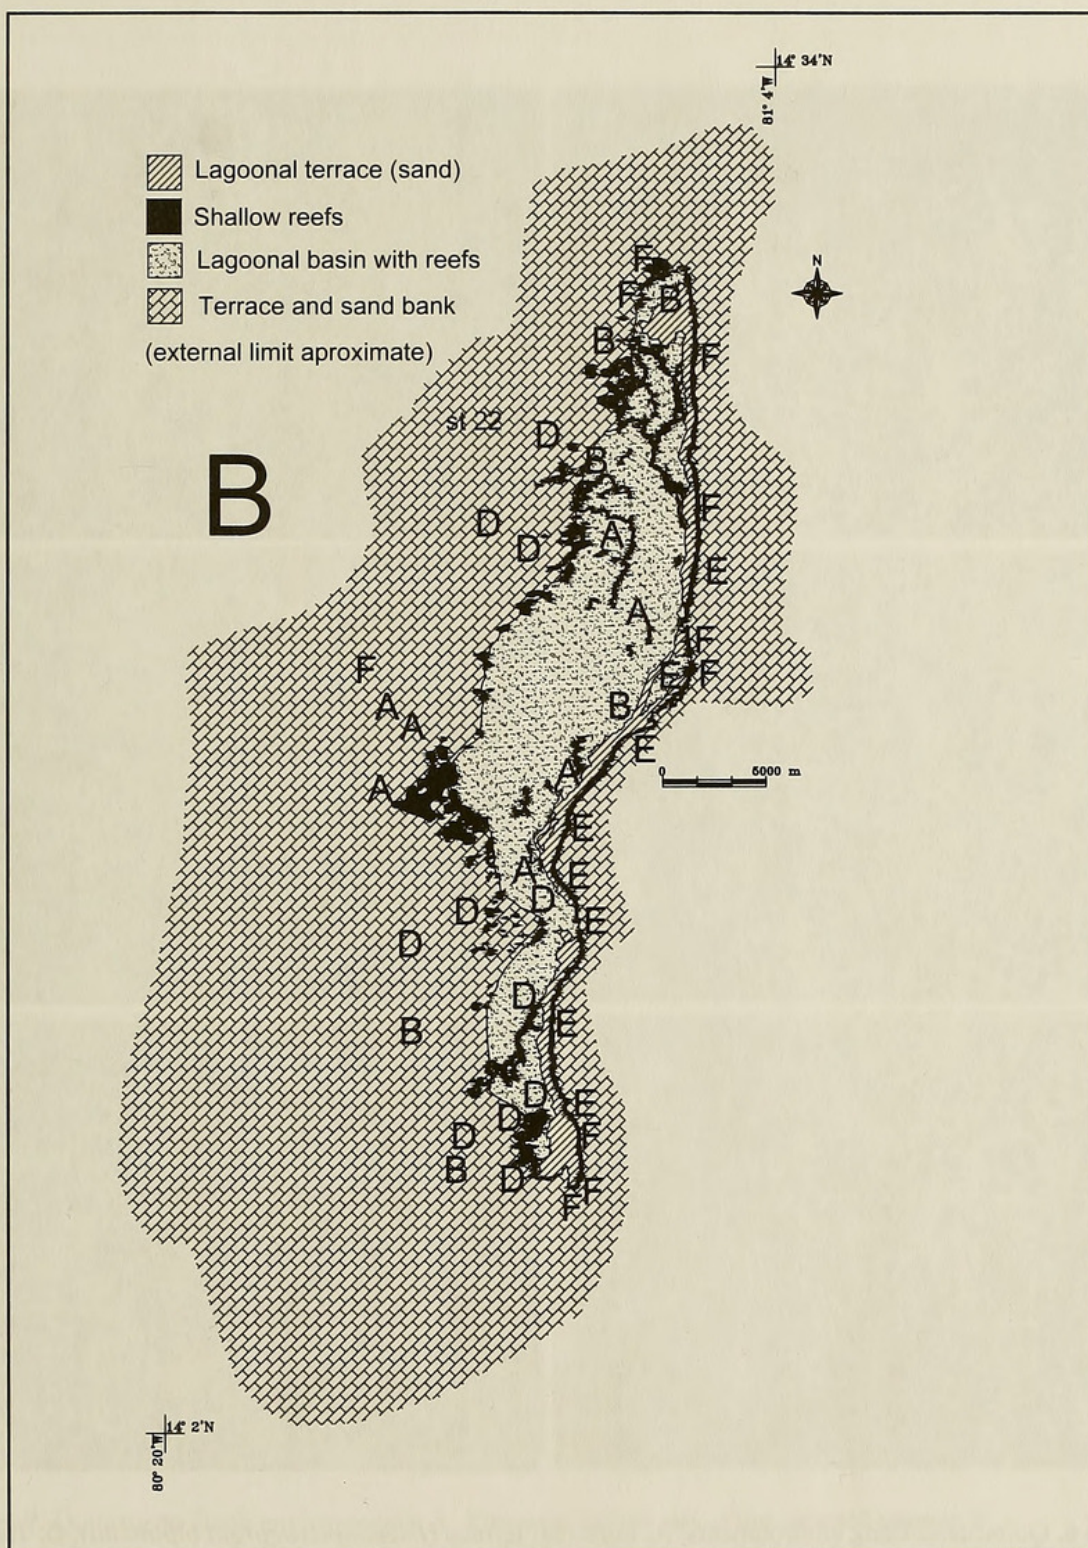 14° 34'N
81° 4'W
Lagoonal terrace (sand)
Shallow reefs
Lagoonal basin with reefs
Terrace and sand bank
(external limit aproximate)
N
F
F
B
B
F
st 22
D
B
B
D
D
A
F
E
A
F
F
E
F
A
A
B
E
0 5000 m
A
A
E
A
E
D
D
E
D
D
B
E
D
E
D
D
F
B
D
F
F
14° 2'N
80° 20'W